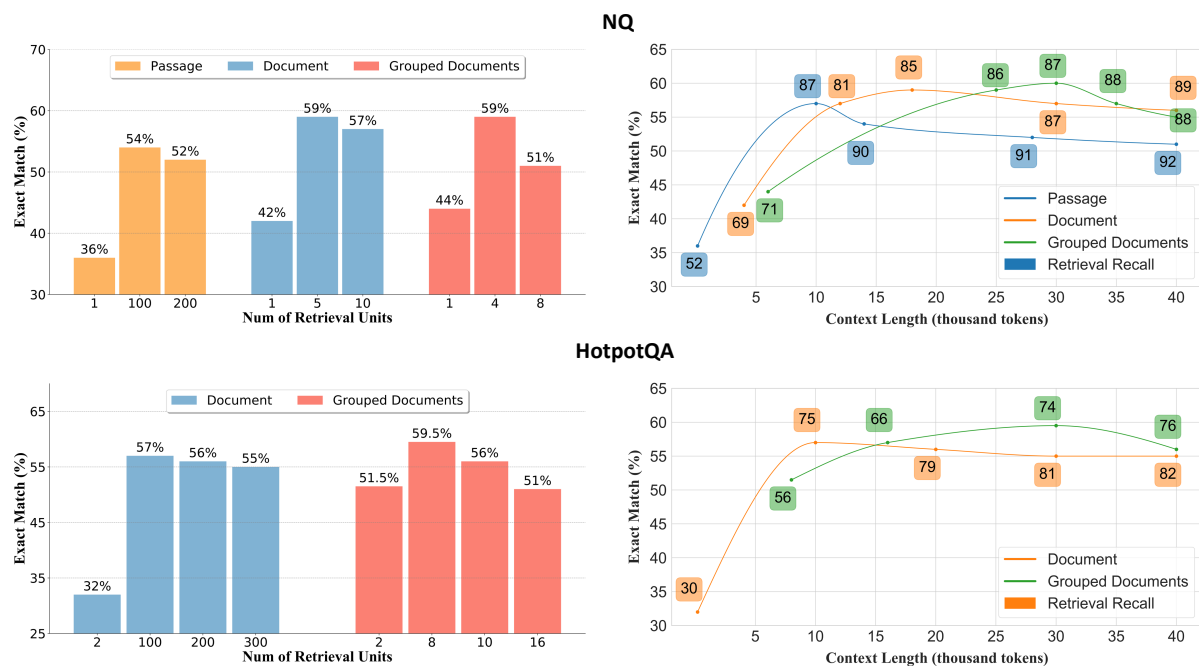 NQ
70
60
50
40
30
Exact Match (%)
Passage Document Grouped Documents
36% 54% 52% 42% 59% 57% 44% 59% 51%
1 100 200 1 5 10 1 4 8
Num of Retrieval Units
65
60
55
50
45
40
35
30
Exact Match (%)
87 81 85 86 87 88 89
52 69 71 90 91 87 92 88
Passage
Document
Grouped Documents
Retrieval Recall
5 10 15 20 25 30 35 40
Context Length (thousand tokens)
HotpotQA
65
55
45
35
25
Exact Match (%)
Document Grouped Documents
32% 57% 56% 55% 51.5% 59.5% 56% 51%
2 100 200 300 2 8 10 16
Num of Retrieval Units
65
60
55
50
45
40
35
30
Exact Match (%)
75 66 74 76
30 56 79 81 82
Document
Grouped Documents
Retrieval Recall
5 10 15 20 25 30 35 40
Context Length (thousand tokens)